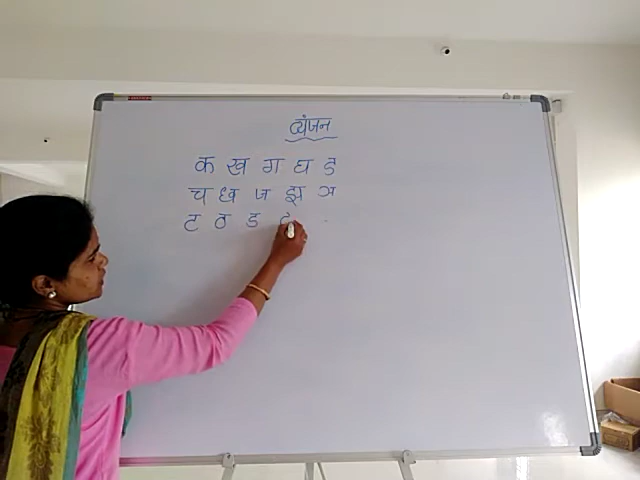 व्यंजन
क ख ग घ ङ
च छ ज झ ञ
ट ठ ड